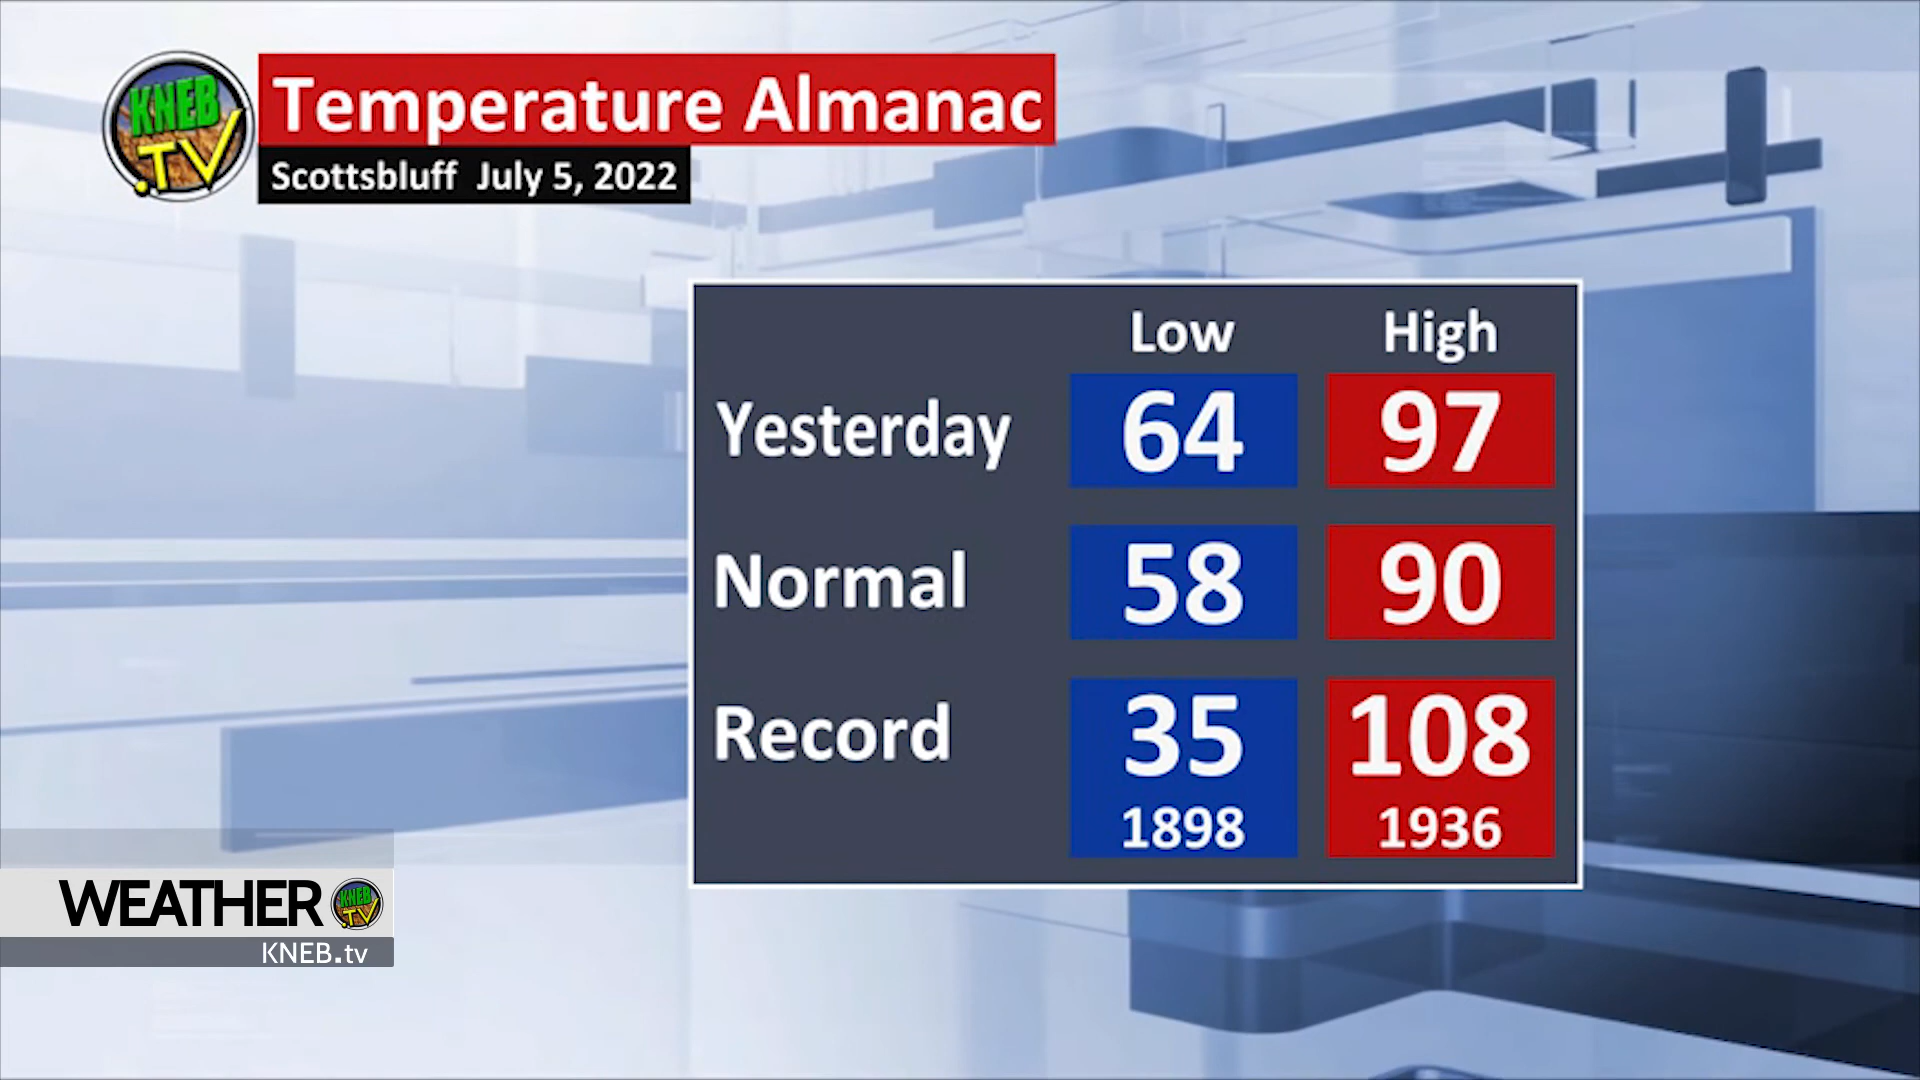 KNEB
.TV
Temperature Almanac
Scottsbluff July 5, 2022
Low High
Yesterday 64 97
Normal 58 90
Record 35 108
1898 1936
WEATHER KNEB .TV
KNEB.tv